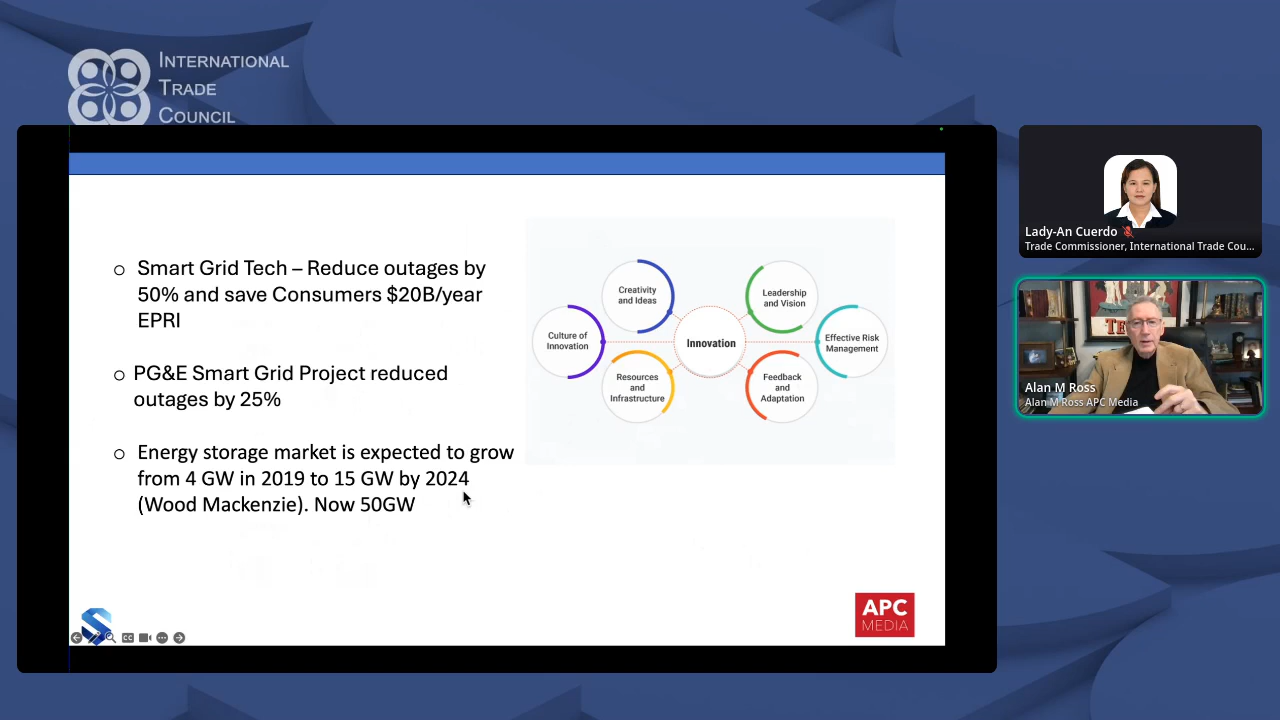 INTERNATIONAL
TRADE
COUNCIL
o Smart Grid Tech – Reduce outages by
50% and save Consumers $20B/year
EPRI
o PG&E Smart Grid Project reduced
outages by 25%
o Energy storage market is expected to grow
from 4 GW in 2019 to 15 GW by 2024
(Wood Mackenzie). Now 50GW
Creativity
and Ideas
Leadership
and Vision
Culture of
Innovation
Innovation
Effective Risk
Management
Resources
and
Infrastructure
Feedback
and
Adaptation
S
CC
APC
MEDIA
Lady-An Cuerdo
Trade Commissioner, International Trade Cou...
Alan M Ross
Alan M Ross APC Media